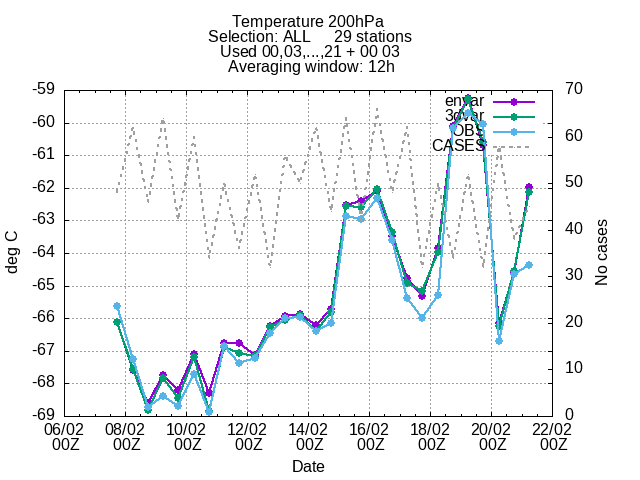 Temperature 200hPa
Selection: ALL 29 stations
Used 00,03,...,21 + 00 03
Averaging window: 12h
-59
-60
-61
-62
-63
-64
-65
-66
-67
-68
-69
deg C
70
60
50
40
30
20
10
0
No cases
envar
3dvar
OBS
CASES
06/02 08/02 10/02 12/02 14/02 16/02 18/02 20/02 22/02
00Z 00Z 00Z 00Z 00Z 00Z 00Z 00Z 00Z
Date